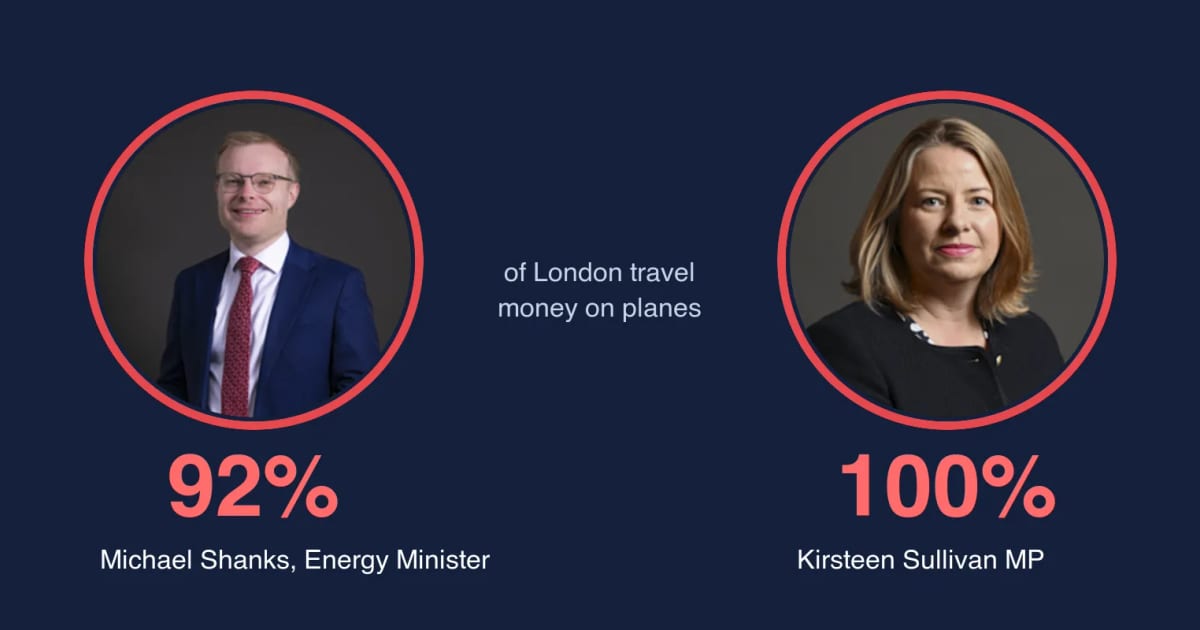 of London travel
money on planes
92%
100%
Michael Shanks, Energy Minister
Kirsteen Sullivan MP